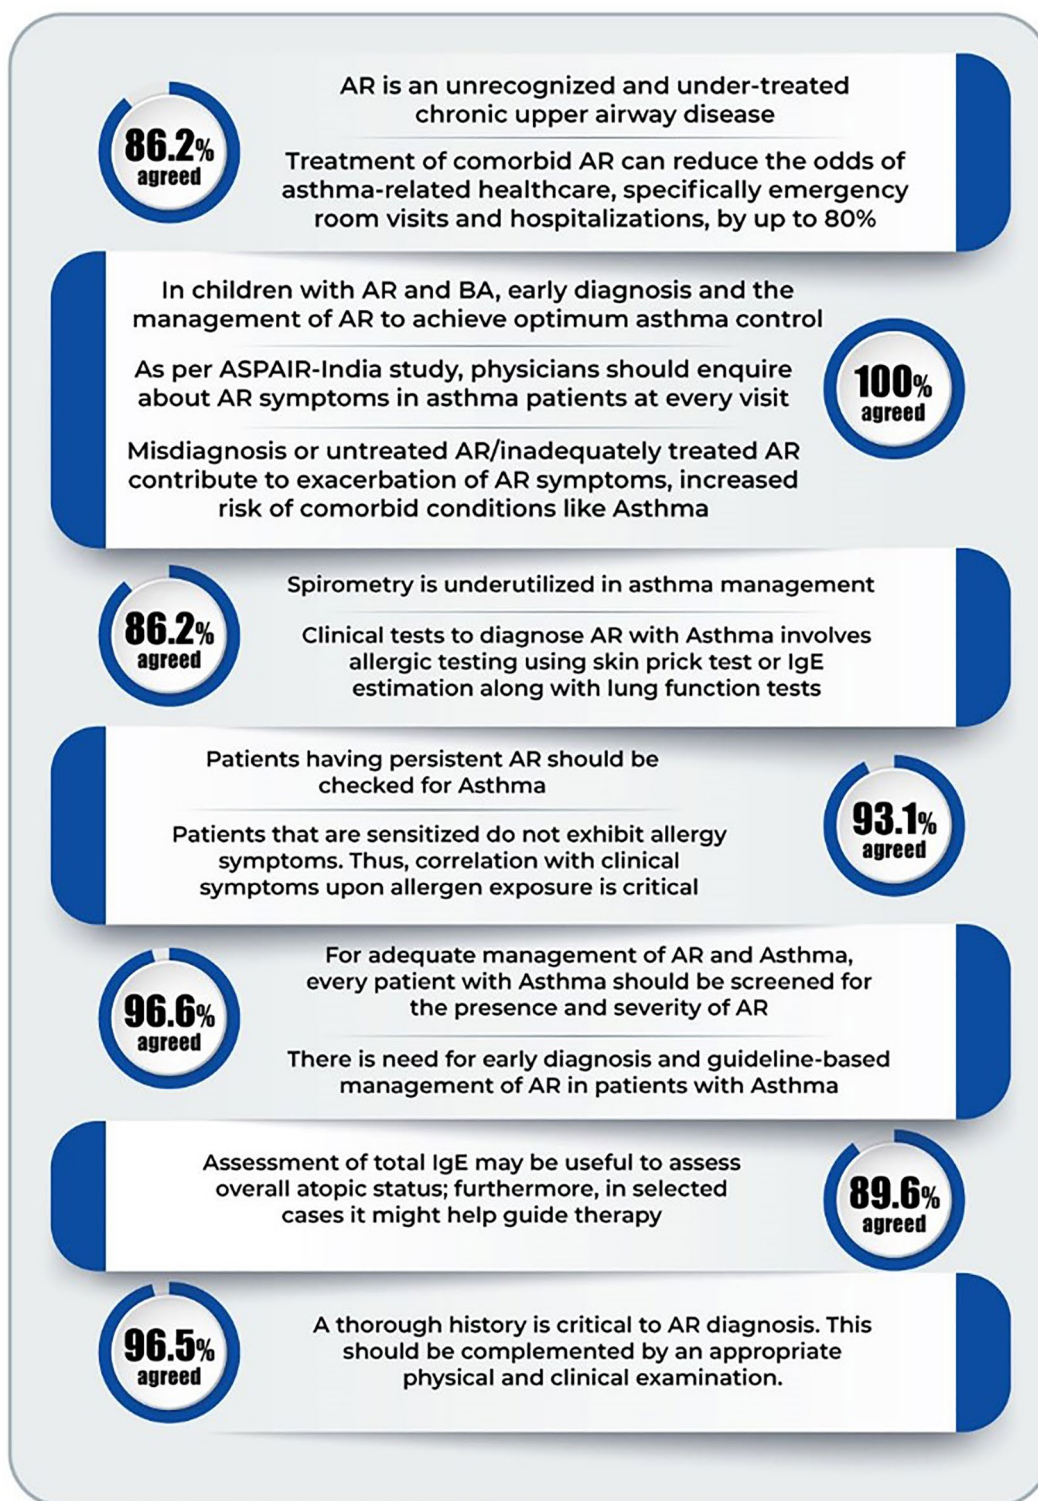 86.2%
agreed
AR is an unrecognized and under-treated
chronic upper airway disease
Treatment of comorbid AR can reduce the odds of
asthma-related healthcare, specifically emergency
room visits and hospitalizations, by up to 80%
In children with AR and BA, early diagnosis and the
management of AR to achieve optimum asthma control
As per ASPAIR-India study, physicians should enquire
about AR symptoms in asthma patients at every visit
Misdiagnosis or untreated AR/inadequately treated AR
contribute to exacerbation of AR symptoms, increased
risk of comorbid conditions like Asthma
100%
agreed
86.2%
agreed
Spirometry is underutilized in asthma management
Clinical tests to diagnose AR with Asthma involves
allergic testing using skin prick test or IgE
estimation along with lung function tests
Patients having persistent AR should be
checked for Asthma
Patients that are sensitized do not exhibit allergy
symptoms. Thus, correlation with clinical
symptoms upon allergen exposure is critical
93.1%
agreed
96.6%
agreed
For adequate management of AR and Asthma,
every patient with Asthma should be screened for
the presence and severity of AR
There is need for early diagnosis and guideline-based
management of AR in patients with Asthma
Assessment of total IgE may be useful to assess
overall atopic status; furthermore, in selected
cases it might help guide therapy
89.6%
agreed
96.5%
agreed
A thorough history is critical to AR diagnosis. This
should be complemented by an appropriate
physical and clinical examination.